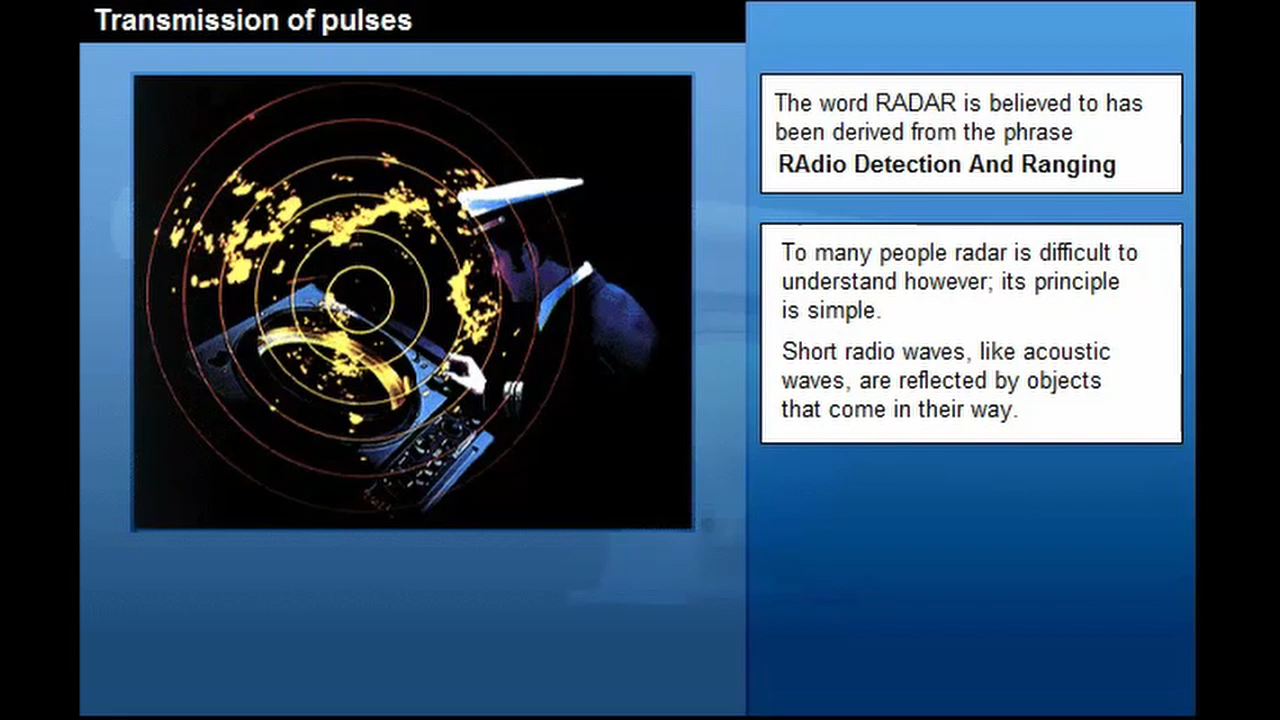 Transmission of pulses
The word RADAR is believed to has
been derived from the phrase
RAdio Detection And Ranging
To many people radar is difficult to
understand however; its principle
is simple.
Short radio waves, like acoustic
waves, are reflected by objects
that come in their way.